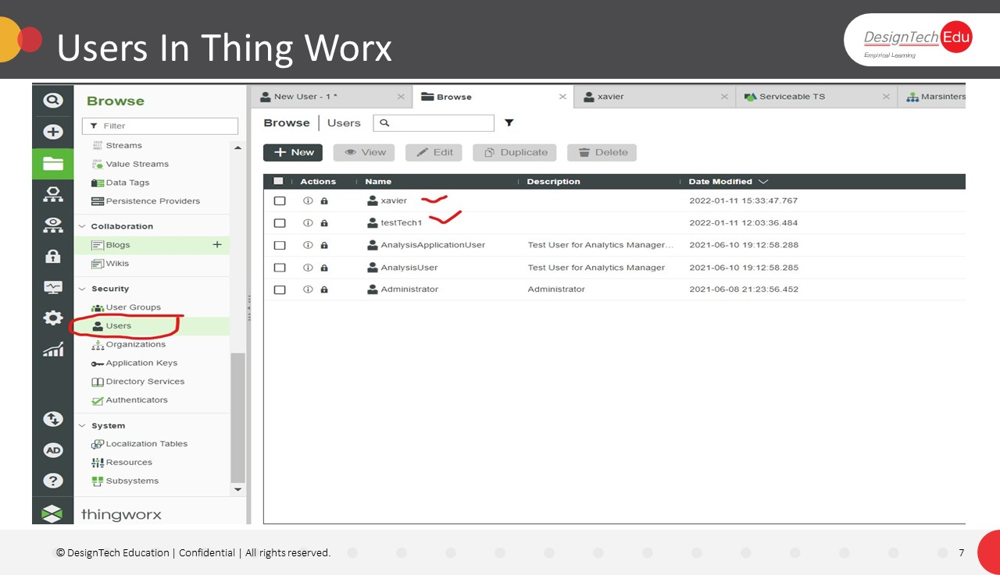 Users In Thing Worx
DesignTech Edu
Empirical Learning
Browse
Filter
Streams
Value Streams
Data Tags
Persistence Providers
Collaboration
Blogs
Wikis
Security
User Groups
Users
Organizations
Application Keys
Directory Services
Authenticators
System
Localization Tables
Resources
Subsystems
AD
?
thingworx
New User - 1 * Browse xavier Serviceable TS Marsinters
Browse | Users
New View Edit Duplicate Delete
Actions Name Description Date Modified
xavier 2022-01-11 15:33:47.767
testTech1 2022-01-11 12:03:36.484
AnalysisApplicationUser Test User for Analytics Manager... 2021-06-10 19:12:58.288
AnalysisUser Test User for Analytics Manager 2021-06-10 19:12:58.285
Administrator Administrator 2021-06-08 21:23:56.452
© DesignTech Education | Confidential | All rights reserved. 7